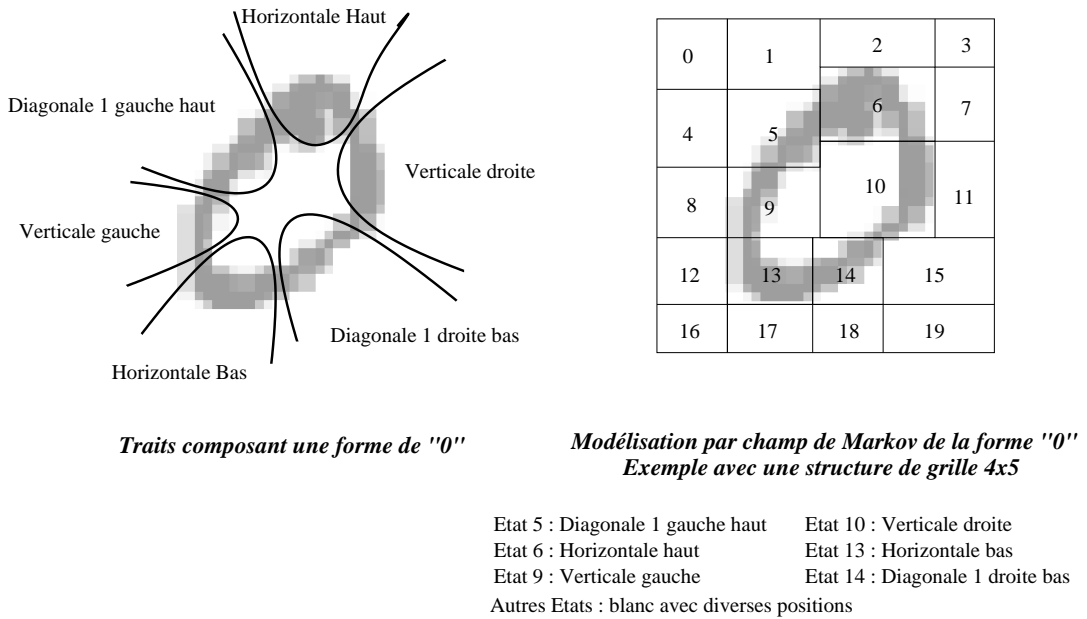 Horizontale Haut
Diagonale 1 gauche haut
Verticale droite
Verticale gauche
Diagonale 1 droite bas
Horizontale Bas
Traits composant une forme de "0"
0 1 2 3
4 5 6 7
8 9 10 11
12 13 14 15
16 17 18 19
Modélisation par champ de Markov de la forme "0"
Exemple avec une structure de grille 4x5
Etat 5 : Diagonale 1 gauche haut Etat 10 : Verticale droite
Etat 6 : Horizontale haut Etat 13 : Horizontale bas
Etat 9 : Verticale gauche Etat 14 : Diagonale 1 droite bas
Autres Etats : blanc avec diverses positions